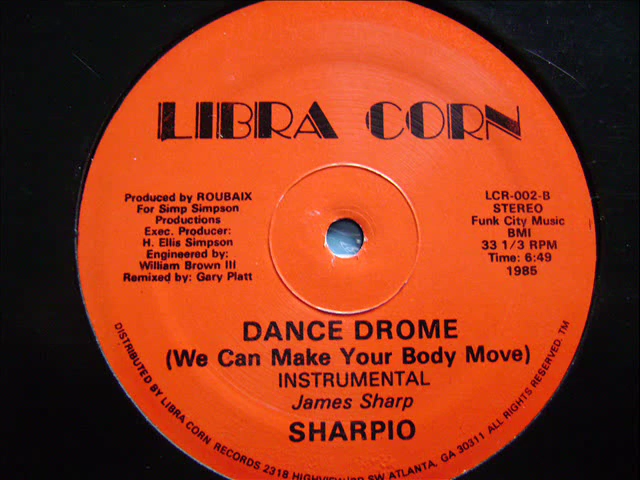 LIBRA CORN
Produced by ROUBAIX
For Simp Simpson
Productions
Exec. Producer:
H. Ellis Simpson
Engineered by:
William Brown III
Remixed by: Gary Platt
LCR-002-B
STEREO
Funk City Music
BMI
33 1/3 RPM
Time: 6:49
1985
DANCE DROME
(We Can Make Your Body Move)
INSTRUMENTAL
James Sharp
SHARPIO
DISTRIBUTED BY LIBRA CORN RECORDS 2318 SW ATLANTA, GA 30311 ALL RIGHTS RESERVED. TM